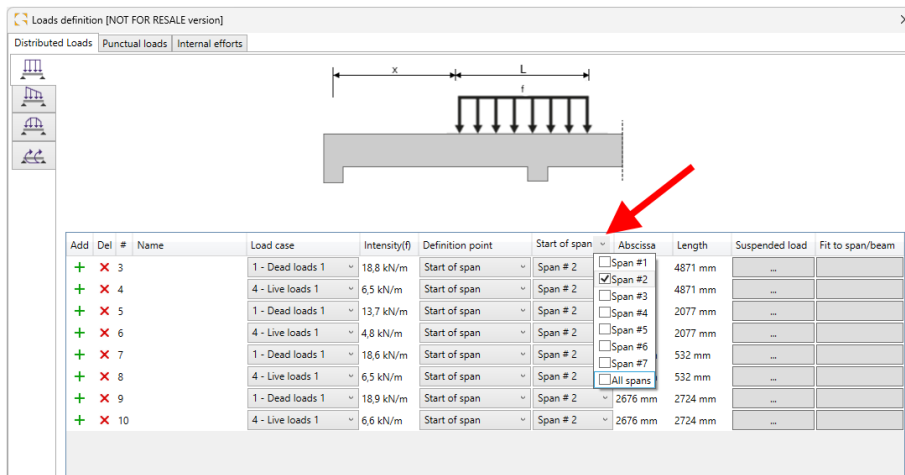 Loads definition [NOT FOR RESALE version]
Distributed Loads Punctual loads Internal efforts
x L
f
Add Del # Name Load case Intensity(f) Definition point Start of span Abscissa Length Suspended load Fit to span/beam
3 1 - Dead loads 1 18,8 kN/m Start of span Span # 2 Span #1 4871 mm ...
4 4 - Live loads 1 6,5 kN/m Start of span Span # 2 Span #2 4871 mm ...
5 1 - Dead loads 1 13,7 kN/m Start of span Span # 2 Span #3 2077 mm ...
Span #4
6 4 - Live loads 1 4,8 kN/m Start of span Span # 2 Span #5 2077 mm ...
7 1 - Dead loads 1 18,6 kN/m Start of span Span # 2 Span #6 532 mm ...
Span #7
8 4 - Live loads 1 6,5 kN/m Start of span Span # 2 All spans 532 mm ...
9 1 - Dead loads 1 18,9 kN/m Start of span Span # 2 2676 mm 2724 mm ...
10 4 - Live loads 1 6,6 kN/m Start of span Span # 2 2676 mm 2724 mm ...